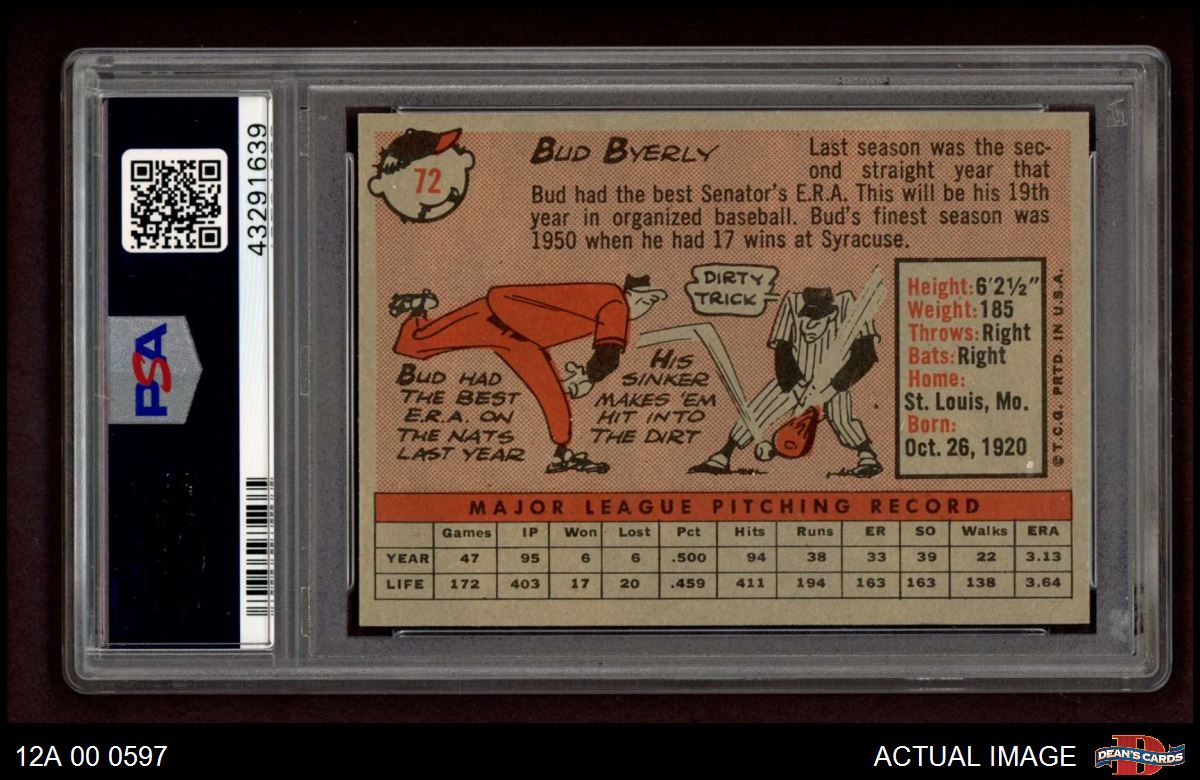 43291639
PSA
72
BUD BYERLY
Last season was the sec-
ond straight year that
Bud had the best Senator's E.R.A. This will be his 19th
year in organized baseball. Bud's finest season was
1950 when he had 17 wins at Syracuse.
DIRTY
TRICK
BUD HAD
THE BEST
E.R.A. ON
THE NATS
LAST YEAR
HIS
SINKER
MAKES 'EM
HIT INTO
THE DIRT
Height: 6'2½"
Weight: 185
Throws: Right
Bats: Right
Home:
St. Louis, Mo.
Born:
Oct. 26, 1920
© T.C.G. PRTD. IN U.S.A.
MAJOR LEAGUE PITCHING RECORD
Games IP Won Lost Pct Hits Runs ER SO Walks ERA
YEAR 47 95 6 6 .500 94 38 33 39 22 3.13
LIFE 172 403 17 20 .459 411 194 163 163 138 3.64
12A 00 0597
ACTUAL IMAGE
D
DEAN'S CARDS